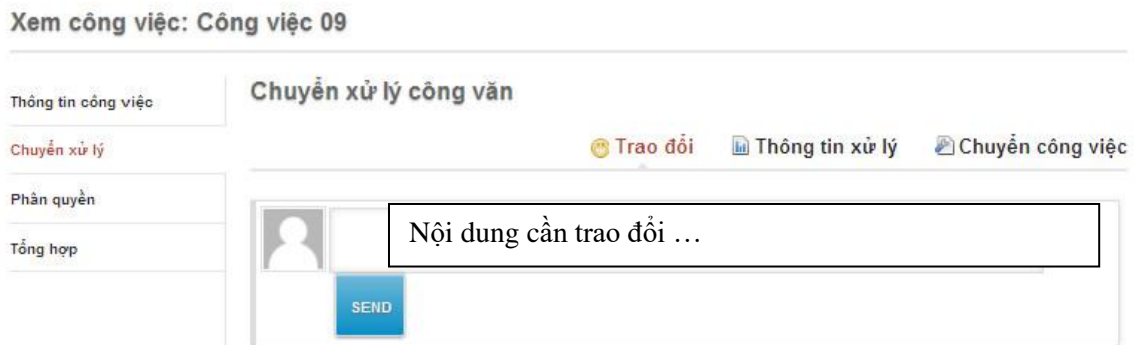 Xem công việc: Công việc 09
Thông tin công việc
Chuyển xử lý
Phân quyền
Tổng hợp
Chuyển xử lý công văn
Trao đổi Thông tin xử lý Chuyển công việc
Nội dung cần trao đổi …
SEND